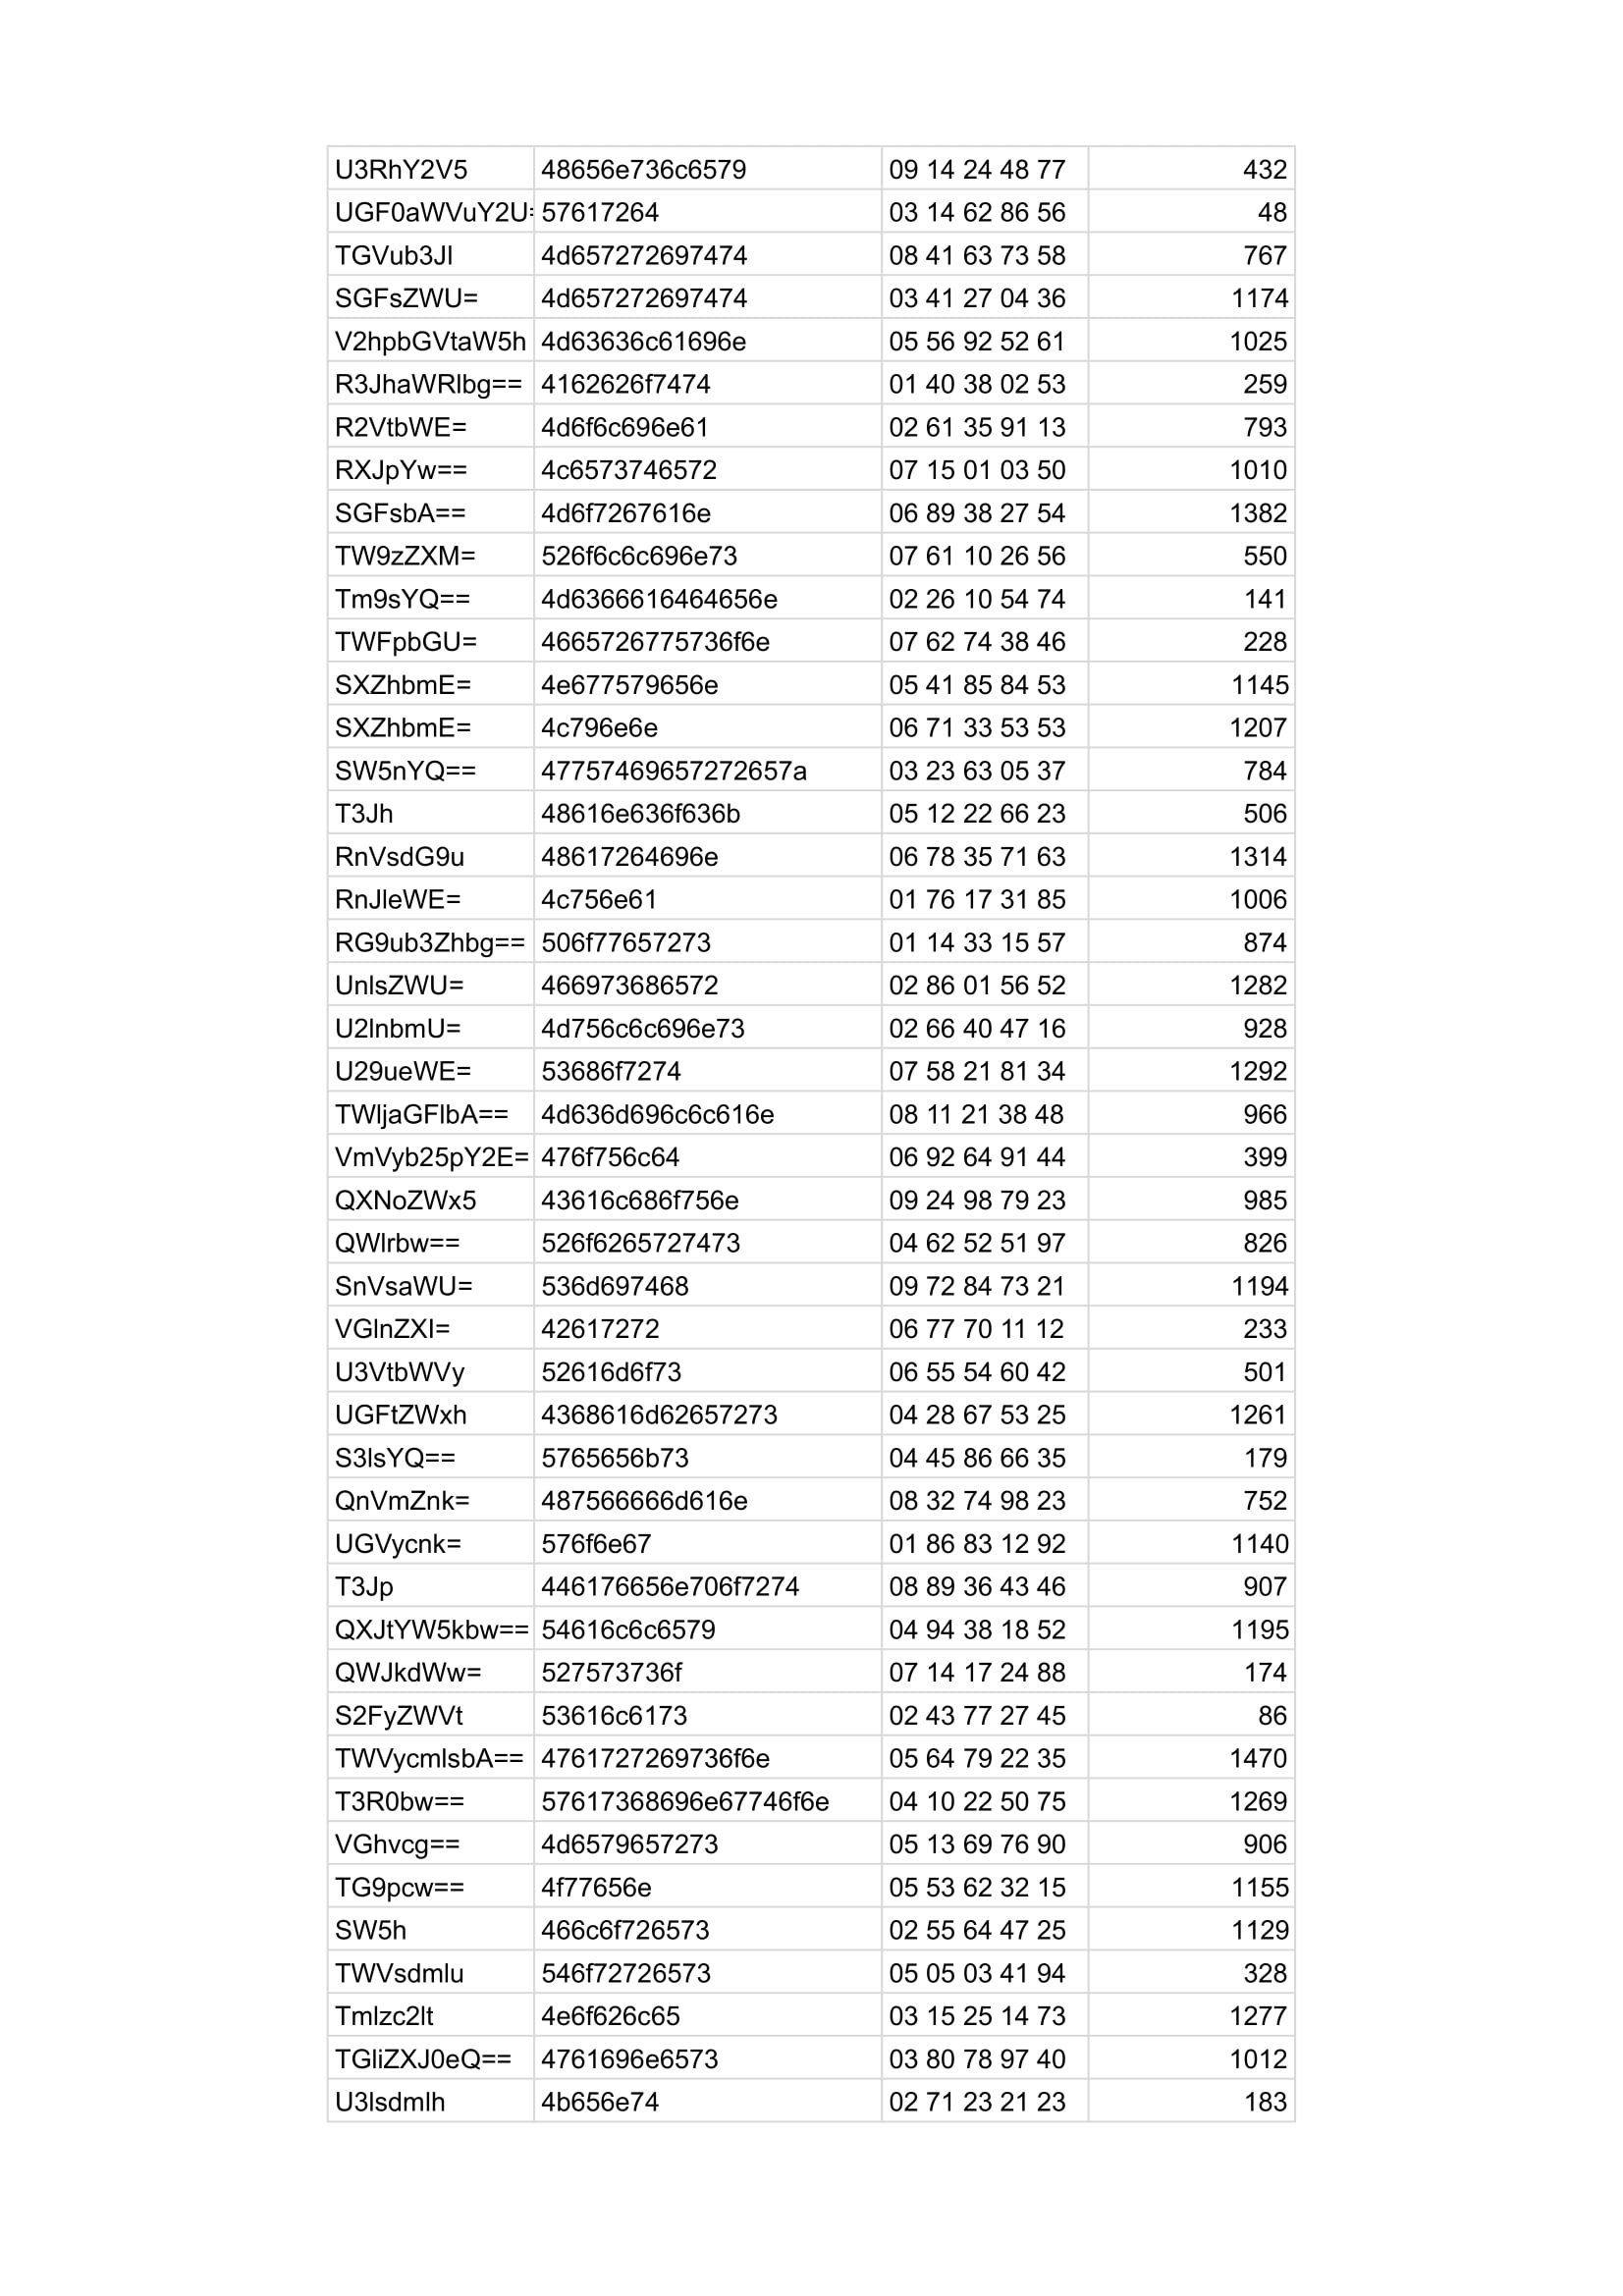 U3RhY2V5 48656e736c6579 09 14 24 48 77 432
UGF0aWVuY2U= 57617264 03 14 62 86 56 48
TGVub3Jl 4d657272697474 08 41 63 73 58 767
SGFsZWU= 4d657272697474 03 41 27 04 36 1174
V2hpbGVtaW5h 4d63636c61696e 05 56 92 52 61 1025
R3JhaWRlbg== 4162626f7474 01 40 38 02 53 259
R2VtbWE= 4d6f6c696e61 02 61 35 91 13 793
RXJpYw== 4c6573746572 07 15 01 03 50 1010
SGFsbA== 4d6f7267616e 06 89 38 27 54 1382
TW9zZXM= 526f6c6c696e73 07 61 10 26 56 550
Tm9sYQ== 4d6366616464656e 02 26 10 54 74 141
TWFpbGU= 4665726775736f6e 07 62 74 38 46 228
SXZhbmE= 4e677579656e 05 41 85 84 53 1145
SXZhbmE= 4c796e6e 06 71 33 53 53 1207
SW5nYQ== 47757469657272657a 03 23 63 05 37 784
T3Jh 48616e636f636b 05 12 22 66 23 506
RnVsdG9u 48617264696e 06 78 35 71 63 1314
RnJleWE= 4c756e61 01 76 17 31 85 1006
RG9ub3Zhbg== 506f77657273 01 14 33 15 57 874
UnlsZWU= 466973686572 02 86 01 56 52 1282
U2lnbmU= 4d756c6c696e73 02 66 40 47 16 928
U29ueWE= 53686f7274 07 58 21 81 34 1292
TWljaGFlbA== 4d636d696c6c616e 08 11 21 38 48 966
VmVyb25pY2E= 476f756c64 06 92 64 91 44 399
QXNoZWx5 43616c686f756e 09 24 98 79 23 985
QWlrbw== 526f6265727473 04 62 52 51 97 826
SnVsaWU= 536d697468 09 72 84 73 21 1194
VGlnZXI= 42617272 06 77 70 11 12 233
U3VtbWVy 52616d6f73 06 55 54 60 42 501
UGFtZWxh 4368616d62657273 04 28 67 53 25 1261
S3lsYQ== 5765656b73 04 45 86 66 35 179
QnVmZnk= 487566666d616e 08 32 74 98 23 752
UGVycnk= 576f6e67 01 86 83 12 92 1140
T3Jp 446176656e706f7274 08 89 36 43 46 907
QXJtYW5kbw== 54616c6c6579 04 94 38 18 52 1195
QWJkdWw= 527573736f 07 14 17 24 88 174
S2FyZWVt 53616c6173 02 43 77 27 45 86
TWVycmlsbA== 4761727269736f6e 05 64 79 22 35 1470
T3R0bw== 57617368696e67746f6e 04 10 22 50 75 1269
VGhvcg== 4d6579657273 05 13 69 76 90 906
TG9pcw== 4f77656e 05 53 62 32 15 1155
SW5h 466c6f726573 02 55 64 47 25 1129
TWVsdmlu 546f72726573 05 05 03 41 94 328
Tmlzc2lt 4e6f626c65 03 15 25 14 73 1277
TGliZXJ0eQ== 4761696e6573 03 80 78 97 40 1012
U3lsdmlh 4b656e74 02 71 23 21 23 183